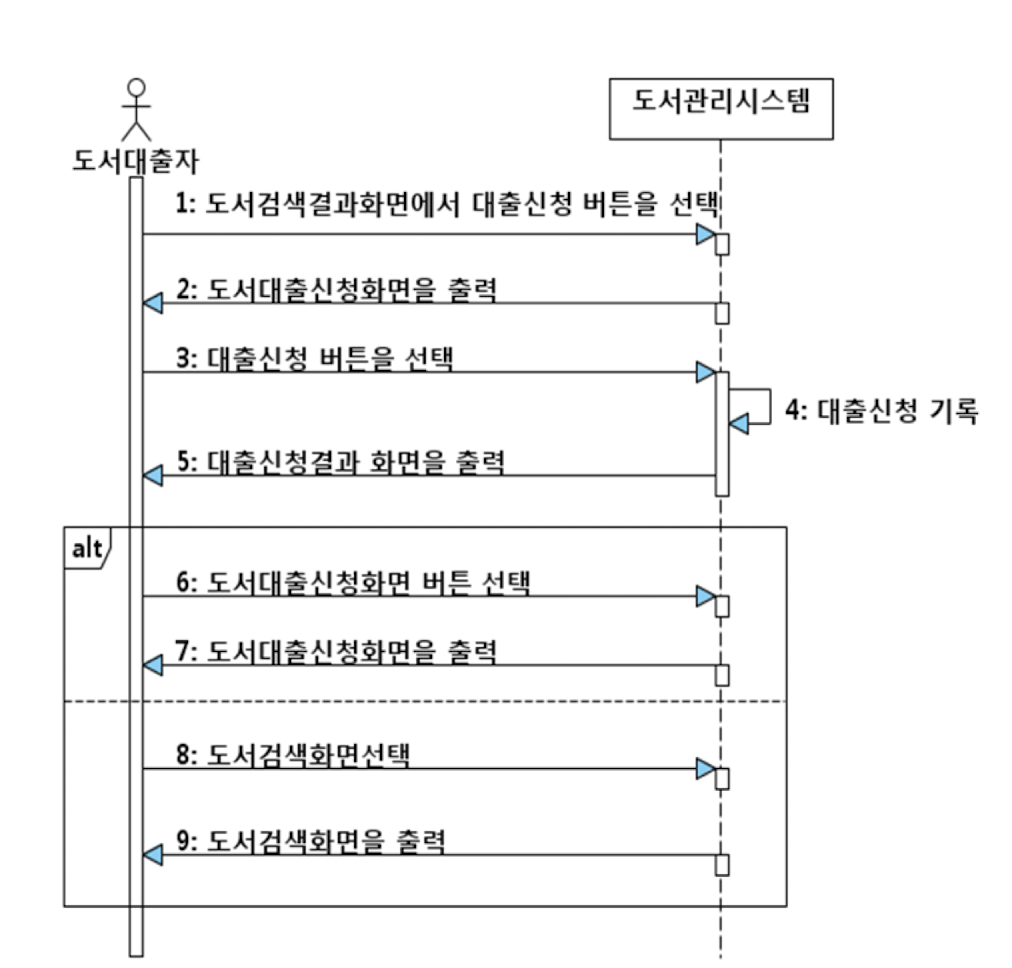 도서관리시스템
도서대출자
1: 도서검색결과화면에서 대출신청 버튼을 선택
2: 도서대출신청화면을 출력
3: 대출신청 버튼을 선택
4: 대출신청 기록
5: 대출신청결과 화면을 출력
alt
6: 도서대출신청화면 버튼 선택
7: 도서대출신청화면을 출력
8: 도서검색화면선택
9: 도서검색화면을 출력